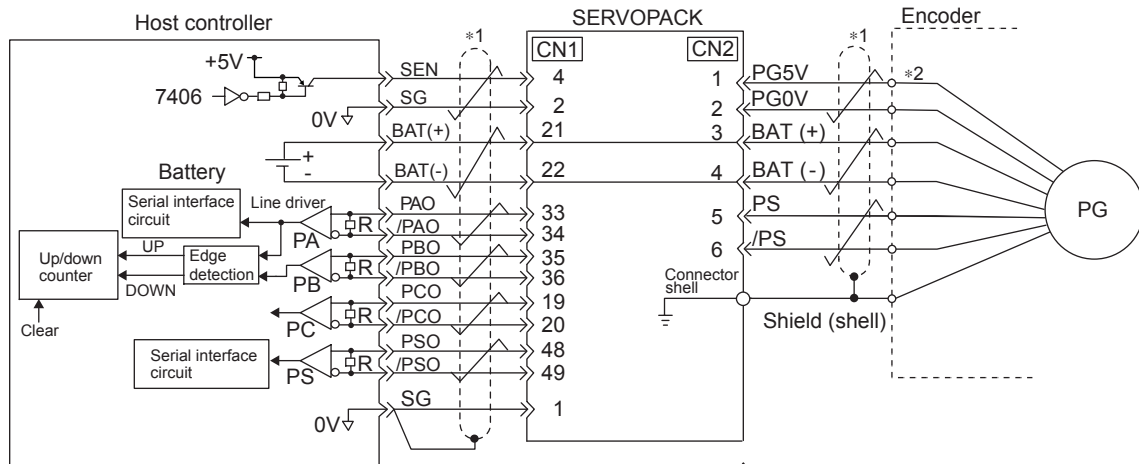 Host controller
SERVOPACK
Encoder
*1
CN1
CN2
*1
+5V
7406
SEN
4
1
PG5V
*2
SG
0V
2
2
PG0V
BAT(+)
21
3
BAT (+)
+
-
Battery
BAT(-)
22
4
BAT (-)
Serial interface
circuit
Line driver
PA
R
PAO
33
5
PS
/PAO
34
UP
Up/down
counter
Edge
detection
DOWN
PB
R
PBO
35
6
/PS
/PBO
36
PG
Connector
shell
Clear
PC
R
PCO
19
/PCO
20
Shield (shell)
Serial interface
circuit
PS
R
PSO
48
/PSO
49
0V
SG
1